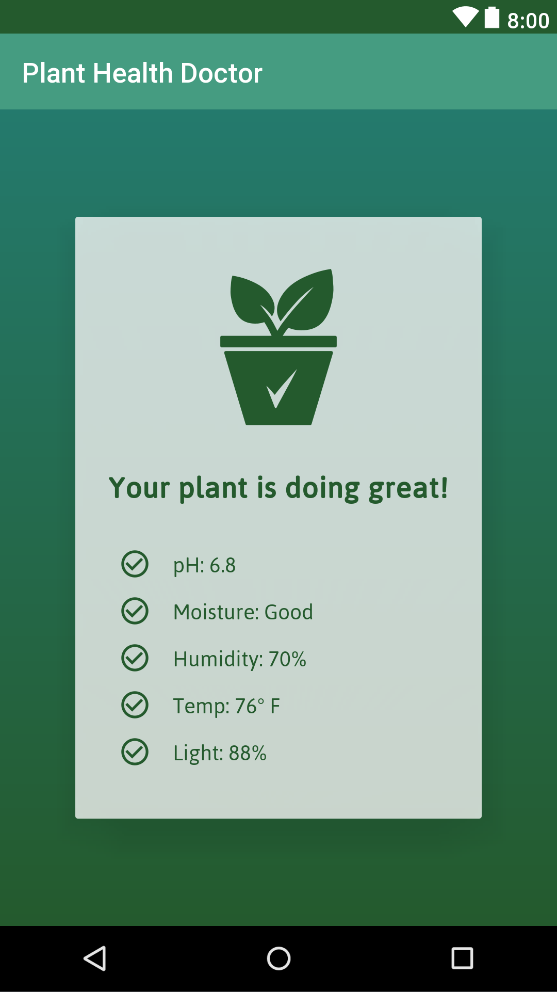 8:00
Plant Health Doctor
Your plant is doing great!
pH: 6.8
Moisture: Good
Humidity: 70%
Temp: 76° F
Light: 88%